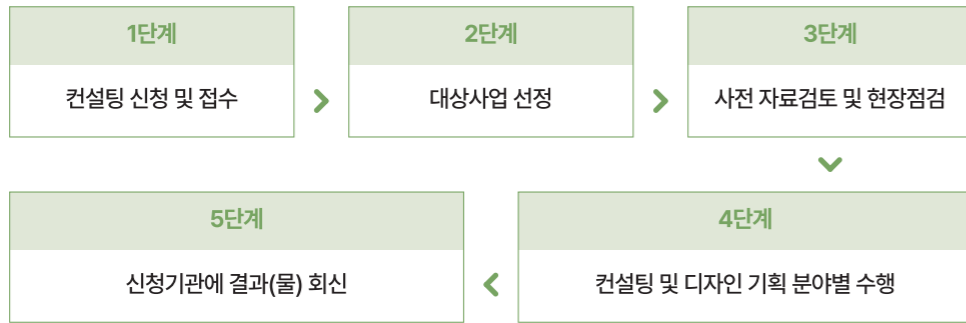 1단계
컨설팅 신청 및 접수
2단계
대상사업 선정
3단계
사전 자료검토 및 현장점검
4단계
컨설팅 및 디자인 기획 분야별 수행
5단계
신청기관에 결과(물) 회신